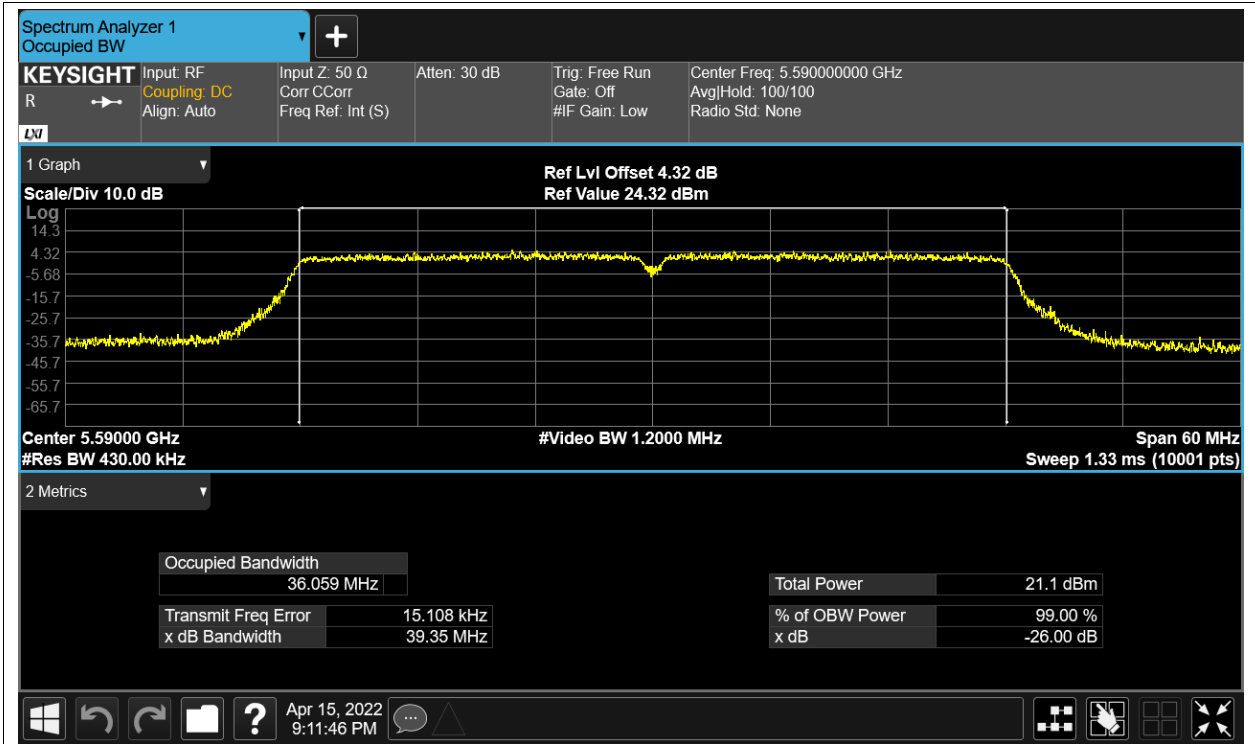 Spectrum Analyzer 1
Occupied BW
KEYSIGHT
R
LXI
Input: RF
Coupling: DC
Align: Auto
Input Z: 50 Ω
Corr CCorr
Freq Ref: Int (S)
Atten: 30 dB
Trig: Free Run
Gate: Off
#IF Gain: Low
Center Freq: 5.590000000 GHz
Avg|Hold: 100/100
Radio Std: None
1 Graph
Scale/Div 10.0 dB
Ref Lvl Offset 4.32 dB
Ref Value 24.32 dBm
Log
14.3
4.32
-5.68
-15.7
-25.7
-35.7
-45.7
-55.7
-65.7
Center 5.59000 GHz
#Video BW 1.2000 MHz
Span 60 MHz
#Res BW 430.00 kHz
Sweep 1.33 ms (10001 pts)
2 Metrics
Occupied Bandwidth
36.059 MHz
Total Power 21.1 dBm
Transmit Freq Error 15.108 kHz
% of OBW Power 99.00 %
x dB Bandwidth 39.35 MHz
x dB -26.00 dB
?
Apr 15, 2022
9:11:46 PM